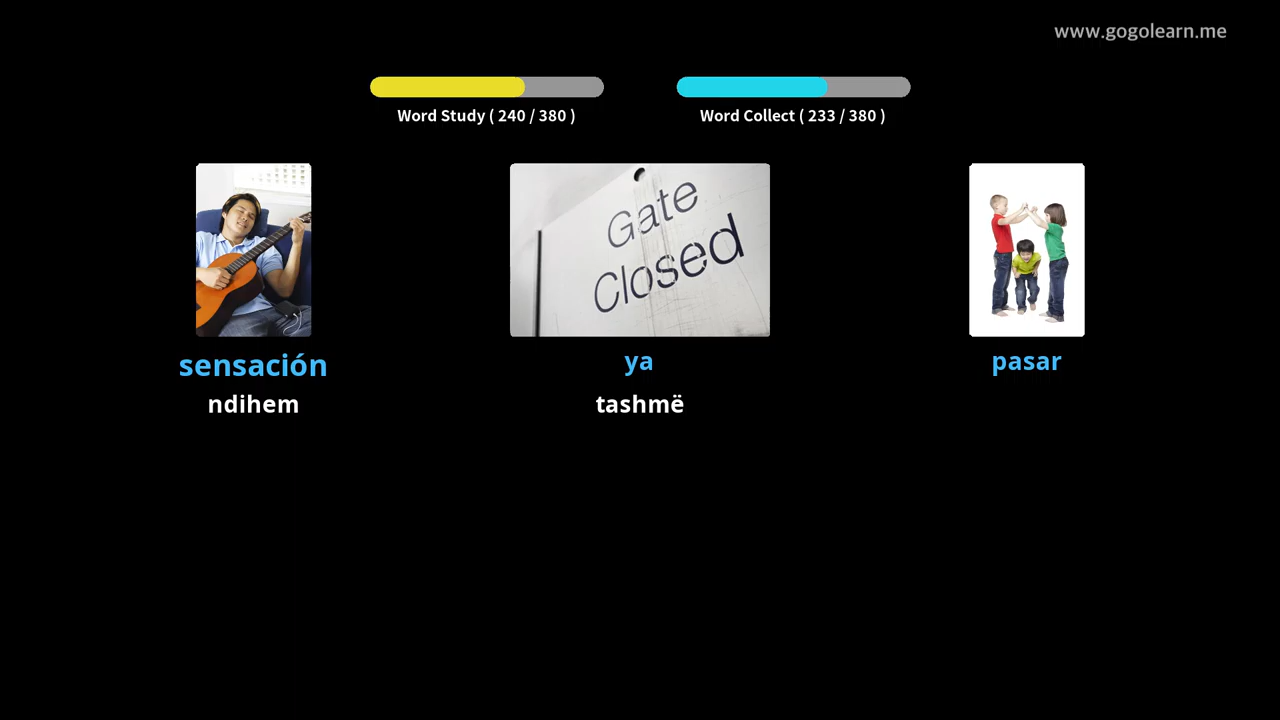 www.gogolearn.me
Word Study ( 240 / 380 )
Word Collect ( 233 / 380 )
Gate
Closed
sensación
ya
pasar
ndihem
tashmë